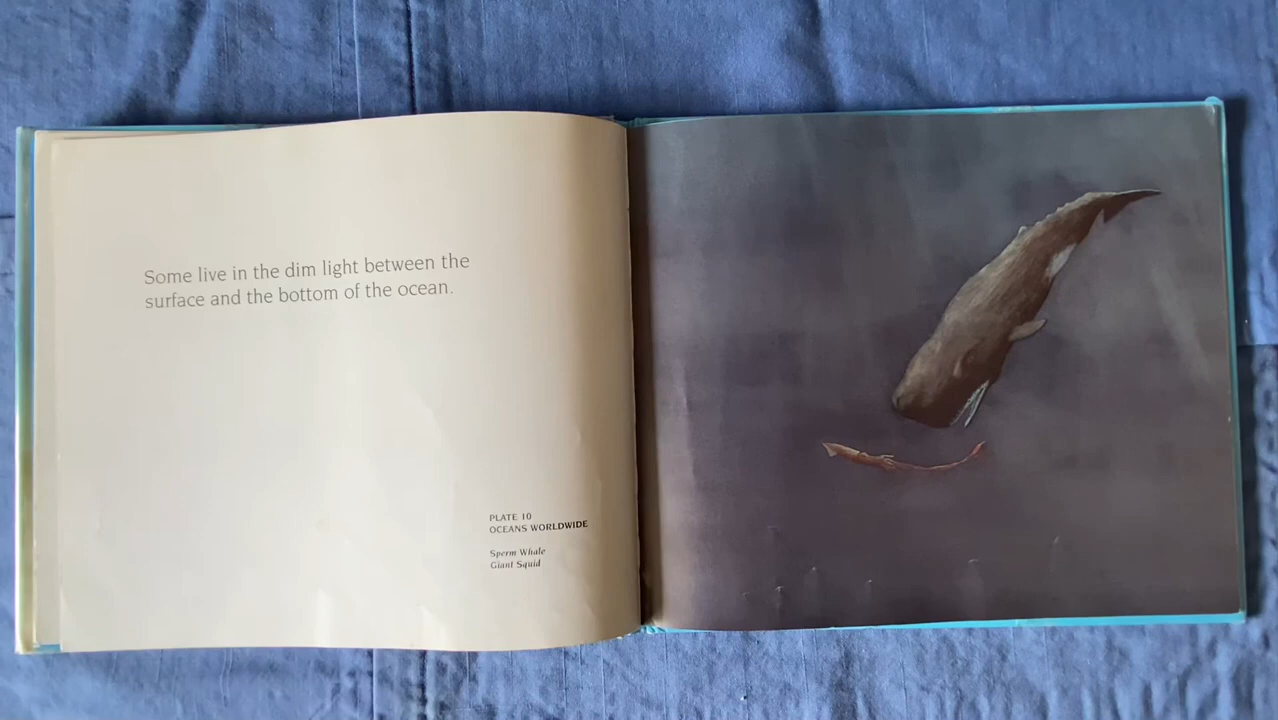 Some live in the dim light between the
surface and the bottom of the ocean.
PLATE 10
OCEANS WORLDWIDE
Sperm Whale
Giant Squid